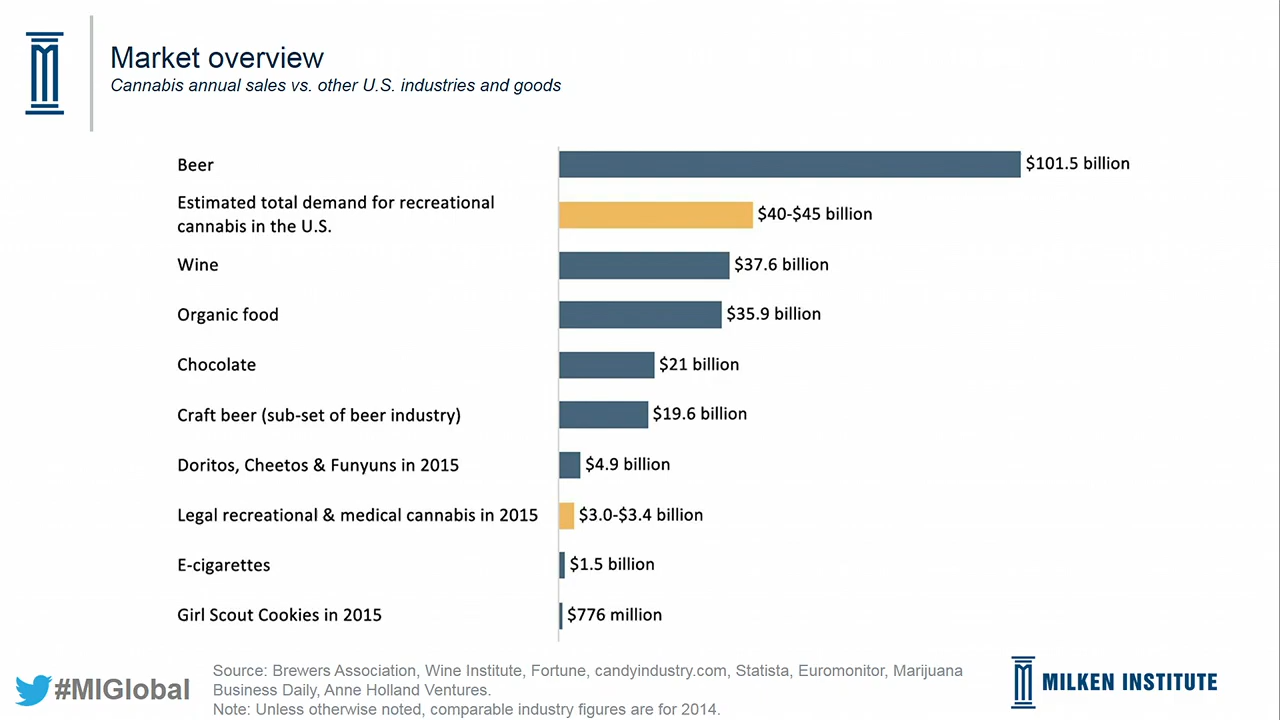 Market overview
Cannabis annual sales vs. other U.S. industries and goods
Beer
$101.5 billion
Estimated total demand for recreational
cannabis in the U.S.
$40-$45 billion
Wine
$37.6 billion
Organic food
$35.9 billion
Chocolate
$21 billion
Craft beer (sub-set of beer industry)
$19.6 billion
Doritos, Cheetos & Funyuns in 2015
$4.9 billion
Legal recreational & medical cannabis in 2015
$3.0-$3.4 billion
E-cigarettes
$1.5 billion
Girl Scout Cookies in 2015
$776 million
#MIGlobal
Source: Brewers Association, Wine Institute, Fortune, candyindustry.com, Statista, Euromonitor, Marijuana
Business Daily, Anne Holland Ventures.
Note: Unless otherwise noted, comparable industry figures are for 2014.
MILKEN INSTITUTE